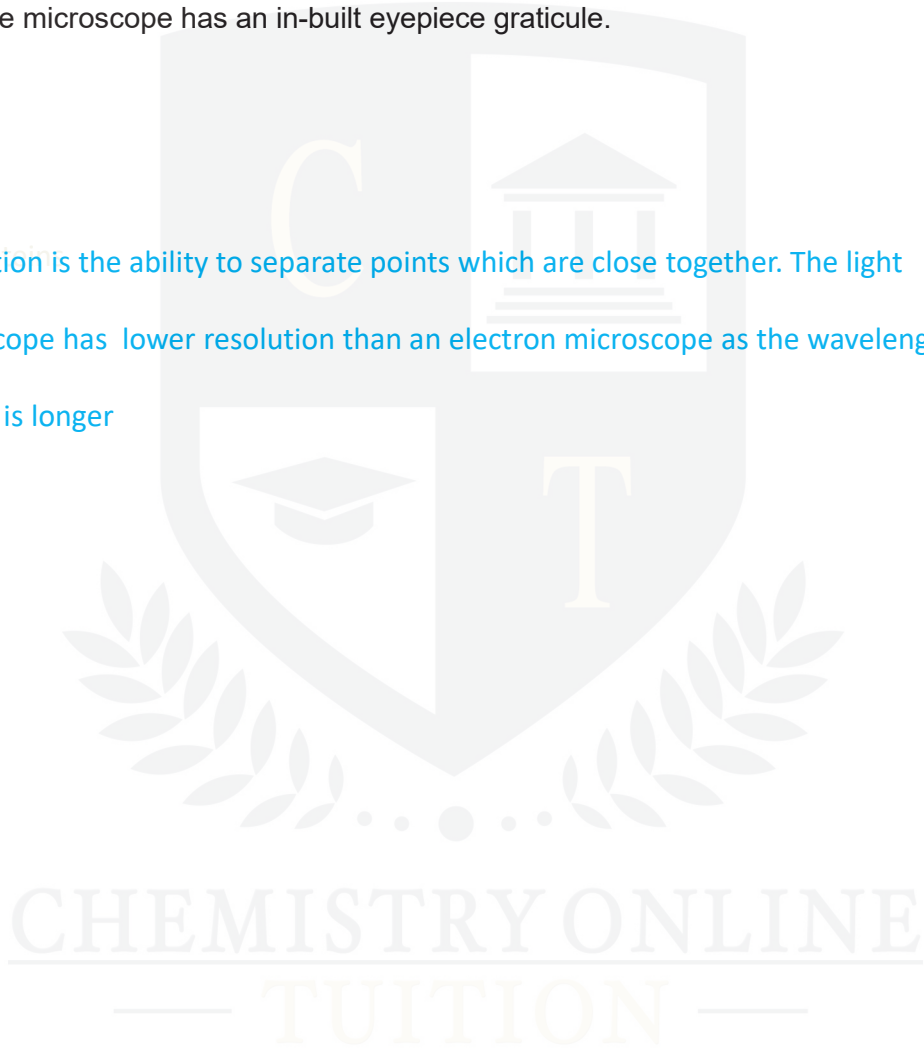 e microscope has an in-built eyepiece graticule.
C
tion is the ability to separate points which are close together. The light
cope has lower resolution than an electron microscope as the waveleng
is longer
T
CHEMISTRY ONLINE
TUITION